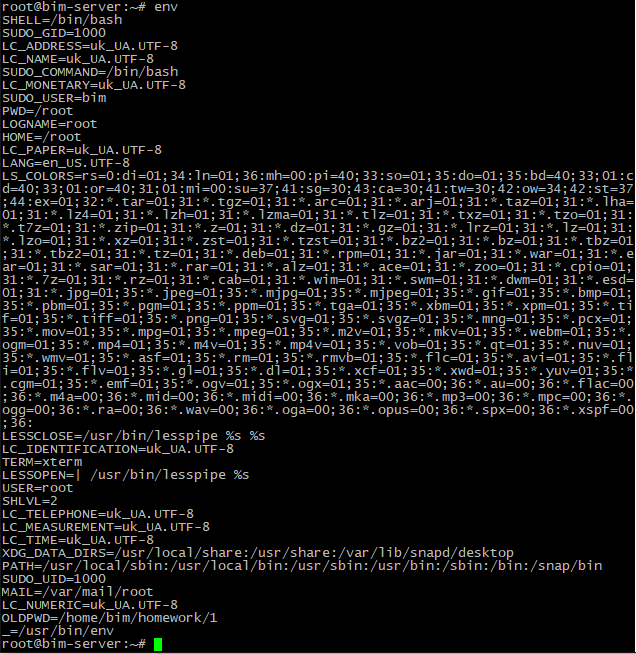 root@bim-server:~# env
SHELL=/bin/bash
SUDO_GID=1000
LC_ADDRESS=uk_UA.UTF-8
LC_NAME=uk_UA.UTF-8
SUDO_COMMAND=/bin/bash
LC_MONETARY=uk_UA.UTF-8
SUDO_USER=bim
PWD=/root
LOGNAME=root
HOME=/root
LC_PAPER=uk_UA.UTF-8
LANG=en_US.UTF-8
LS_COLORS=rs=0:di=01;34:ln=01;36:mh=00:pi=40;33:so=01;35:do=01;35:bd=40;33;01:c
d=40;33;01:or=40;31;01:mi=00:su=37;41:sg=30;43:ca=30;41:tw=30;42:ow=34;42:st=37
;44:ex=01;32:*.tar=01;31:*.tgz=01;31:*.arc=01;31:*.arj=01;31:*.taz=01;31:*.lha=
01;31:*.lz4=01;31:*.lzh=01;31:*.lzma=01;31:*.tlz=01;31:*.txz=01;31:*.tzo=01;31:
*.t7z=01;31:*.zip=01;31:*.z=01;31:*.dz=01;31:*.gz=01;31:*.lrz=01;31:*.lz=01;31:
*.lzo=01;31:*.xz=01;31:*.zst=01;31:*.tzst=01;31:*.bz2=01;31:*.bz=01;31:*.tbz=01
;31:*.tbz2=01;31:*.tz=01;31:*.deb=01;31:*.rpm=01;31:*.jar=01;31:*.war=01;31:*.e
ar=01;31:*.sar=01;31:*.rar=01;31:*.alz=01;31:*.ace=01;31:*.zoo=01;31:*.cpio=01;
31:*.7z=01;31:*.rz=01;31:*.cab=01;31:*.wim=01;31:*.swm=01;31:*.dwm=01;31:*.esd=
01;31:*.jpg=01;35:*.jpeg=01;35:*.mjpg=01;35:*.mjpeg=01;35:*.gif=01;35:*.bmp=01;
35:*.pbm=01;35:*.pgm=01;35:*.ppm=01;35:*.tga=01;35:*.xbm=01;35:*.xpm=01;35:*.ti
f=01;35:*.tiff=01;35:*.png=01;35:*.svg=01;35:*.svgz=01;35:*.mng=01;35:*.pcx=01;
35:*.mov=01;35:*.mpg=01;35:*.mpeg=01;35:*.m2v=01;35:*.mkv=01;35:*.webm=01;35:*.
ogm=01;35:*.mp4=01;35:*.m4v=01;35:*.mp4v=01;35:*.vob=01;35:*.qt=01;35:*.nuv=01;
35:*.wmv=01;35:*.asf=01;35:*.rm=01;35:*.rmvb=01;35:*.flc=01;35:*.avi=01;35:*.fl
i=01;35:*.flv=01;35:*.gl=01;35:*.dl=01;35:*.xcf=01;35:*.xwd=01;35:*.yuv=01;35:*
.cgm=01;35:*.emf=01;35:*.ogv=01;35:*.ogx=01;35:*.aac=00;36:*.au=00;36:*.flac=00
;36:*.m4a=00;36:*.mid=00;36:*.midi=00;36:*.mka=00;36:*.mp3=00;36:*.mpc=00;36:*.
ogg=00;36:*.ra=00;36:*.wav=00;36:*.oga=00;36:*.opus=00;36:*.spx=00;36:*.xspf=00
;36:
LESSCLOSE=/usr/bin/lesspipe %s %s
LC_IDENTIFICATION=uk_UA.UTF-8
TERM=xterm
LESSOPEN=| /usr/bin/lesspipe %s
USER=root
SHLVL=2
LC_TELEPHONE=uk_UA.UTF-8
LC_MEASUREMENT=uk_UA.UTF-8
LC_TIME=uk_UA.UTF-8
XDG_DATA_DIRS=/usr/local/share:/usr/share:/var/lib/snapd/desktop
PATH=/usr/local/sbin:/usr/local/bin:/usr/sbin:/usr/bin:/sbin:/bin:/snap/bin
SUDO_UID=1000
MAIL=/var/mail/root
LC_NUMERIC=uk_UA.UTF-8
OLDPWD=/home/bim/homework/1
_=/usr/bin/env
root@bim-server:~#